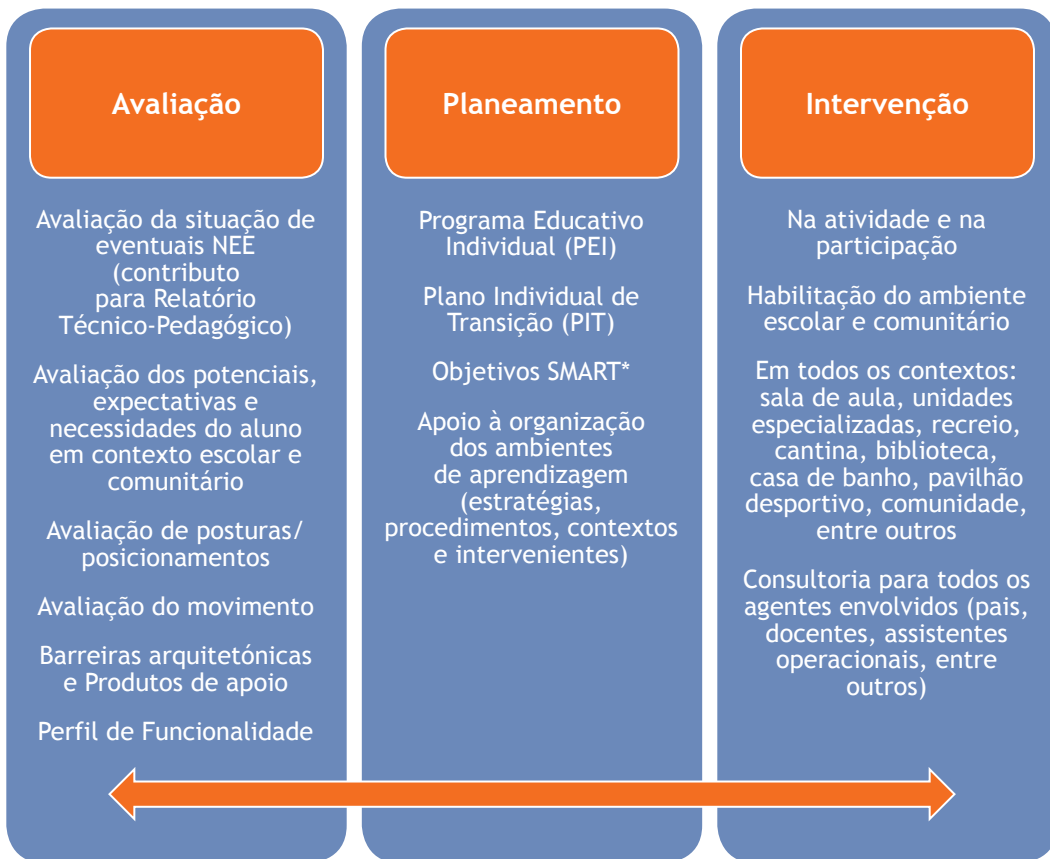 Avaliação
Avaliação da situação de
eventuais NEE
(contributo
para Relatório
Técnico-Pedagógico)
Avaliação dos potenciais,
expectativas e
necessidades do aluno
em contexto escolar e
comunitário
Avaliação de posturas/
posicionamentos
Avaliação do movimento
Barreiras arquitetónicas
e Produtos de apoio
Perfil de Funcionalidade
Planeamento
Programa Educativo
Individual (PEI)
Plano Individual de
Transição (PIT)
Objetivos SMART*
Apoio à organização
dos ambientes
de aprendizagem
(estratégias,
procedimentos, contextos
e intervenientes)
Intervenção
Na atividade e na
participação
Habilitação do ambiente
escolar e comunitário
Em todos os contextos:
sala de aula, unidades
especializadas, recreio,
cantina, biblioteca,
casa de banho, pavilhão
desportivo, comunidade,
entre outros
Consultoria para todos os
agentes envolvidos (pais,
docentes, assistentes
operacionais, entre
outros)